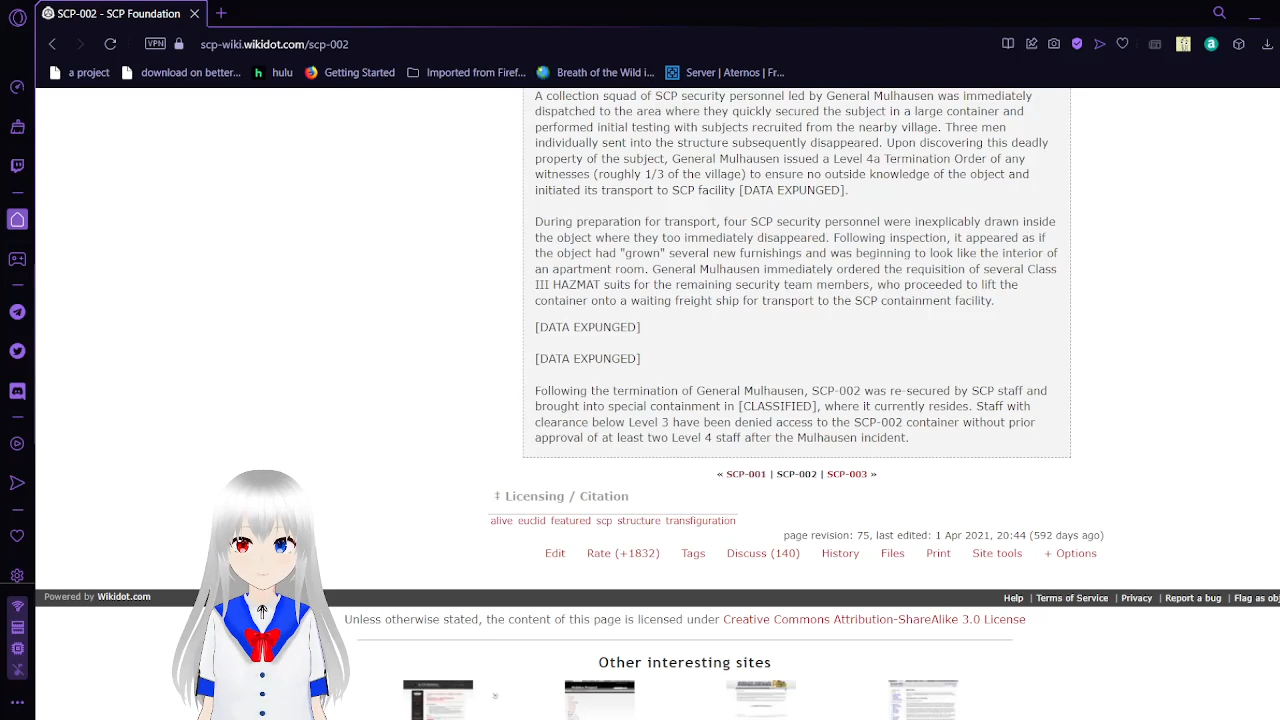 SCP-002 - SCP Foundation
VPN
scp-wiki.wikidot.com/scp-002
a project
download on better...
hulu
Getting Started
Imported from Firef...
Breath of the Wild i...
Server | Aternos | Fr...
A collection squad of SCP security personnel led by General Mulhausen was immediately
dispatched to the area where they quickly secured the subject in a large container and
performed initial testing with subjects recruited from the nearby village. Three men
individually sent into the structure subsequently disappeared. Upon discovering this deadly
property of the subject, General Mulhausen issued a Level 4a Termination Order of any
witnesses (roughly 1/3 of the village) to ensure no outside knowledge of the object and
initiated its transport to SCP facility [DATA EXPUNGED].
During preparation for transport, four SCP security personnel were inexplicably drawn inside
the object where they too immediately disappeared. Following inspection, it appeared as if
the object had "grown" several new furnishings and was beginning to look like the interior of
an apartment room. General Mulhausen immediately ordered the requisition of several Class
III HAZMAT suits for the remaining security team members, who proceeded to lift the
container onto a waiting freight ship for transport to the SCP containment facility.
[DATA EXPUNGED]
[DATA EXPUNGED]
Following the termination of General Mulhausen, SCP-002 was re-secured by SCP staff and
brought into special containment in [CLASSIFIED], where it currently resides. Staff with
clearance below Level 3 have been denied access to the SCP-002 container without prior
approval of at least two Level 4 staff after the Mulhausen incident.
« SCP-001 | SCP-002 | SCP-003 »
‡ Licensing / Citation
alive euclid featured scp structure transfiguration
page revision: 75, last edited: 1 Apr 2021, 20:44 (592 days ago)
Edit Rate (+1832) Tags Discuss (140) History Files Print Site tools + Options
Powered by Wikidot.com
Help | Terms of Service | Privacy | Report a bug | Flag as obj
Unless otherwise stated, the content of this page is licensed under Creative Commons Attribution-ShareAlike 3.0 License
Other interesting sites